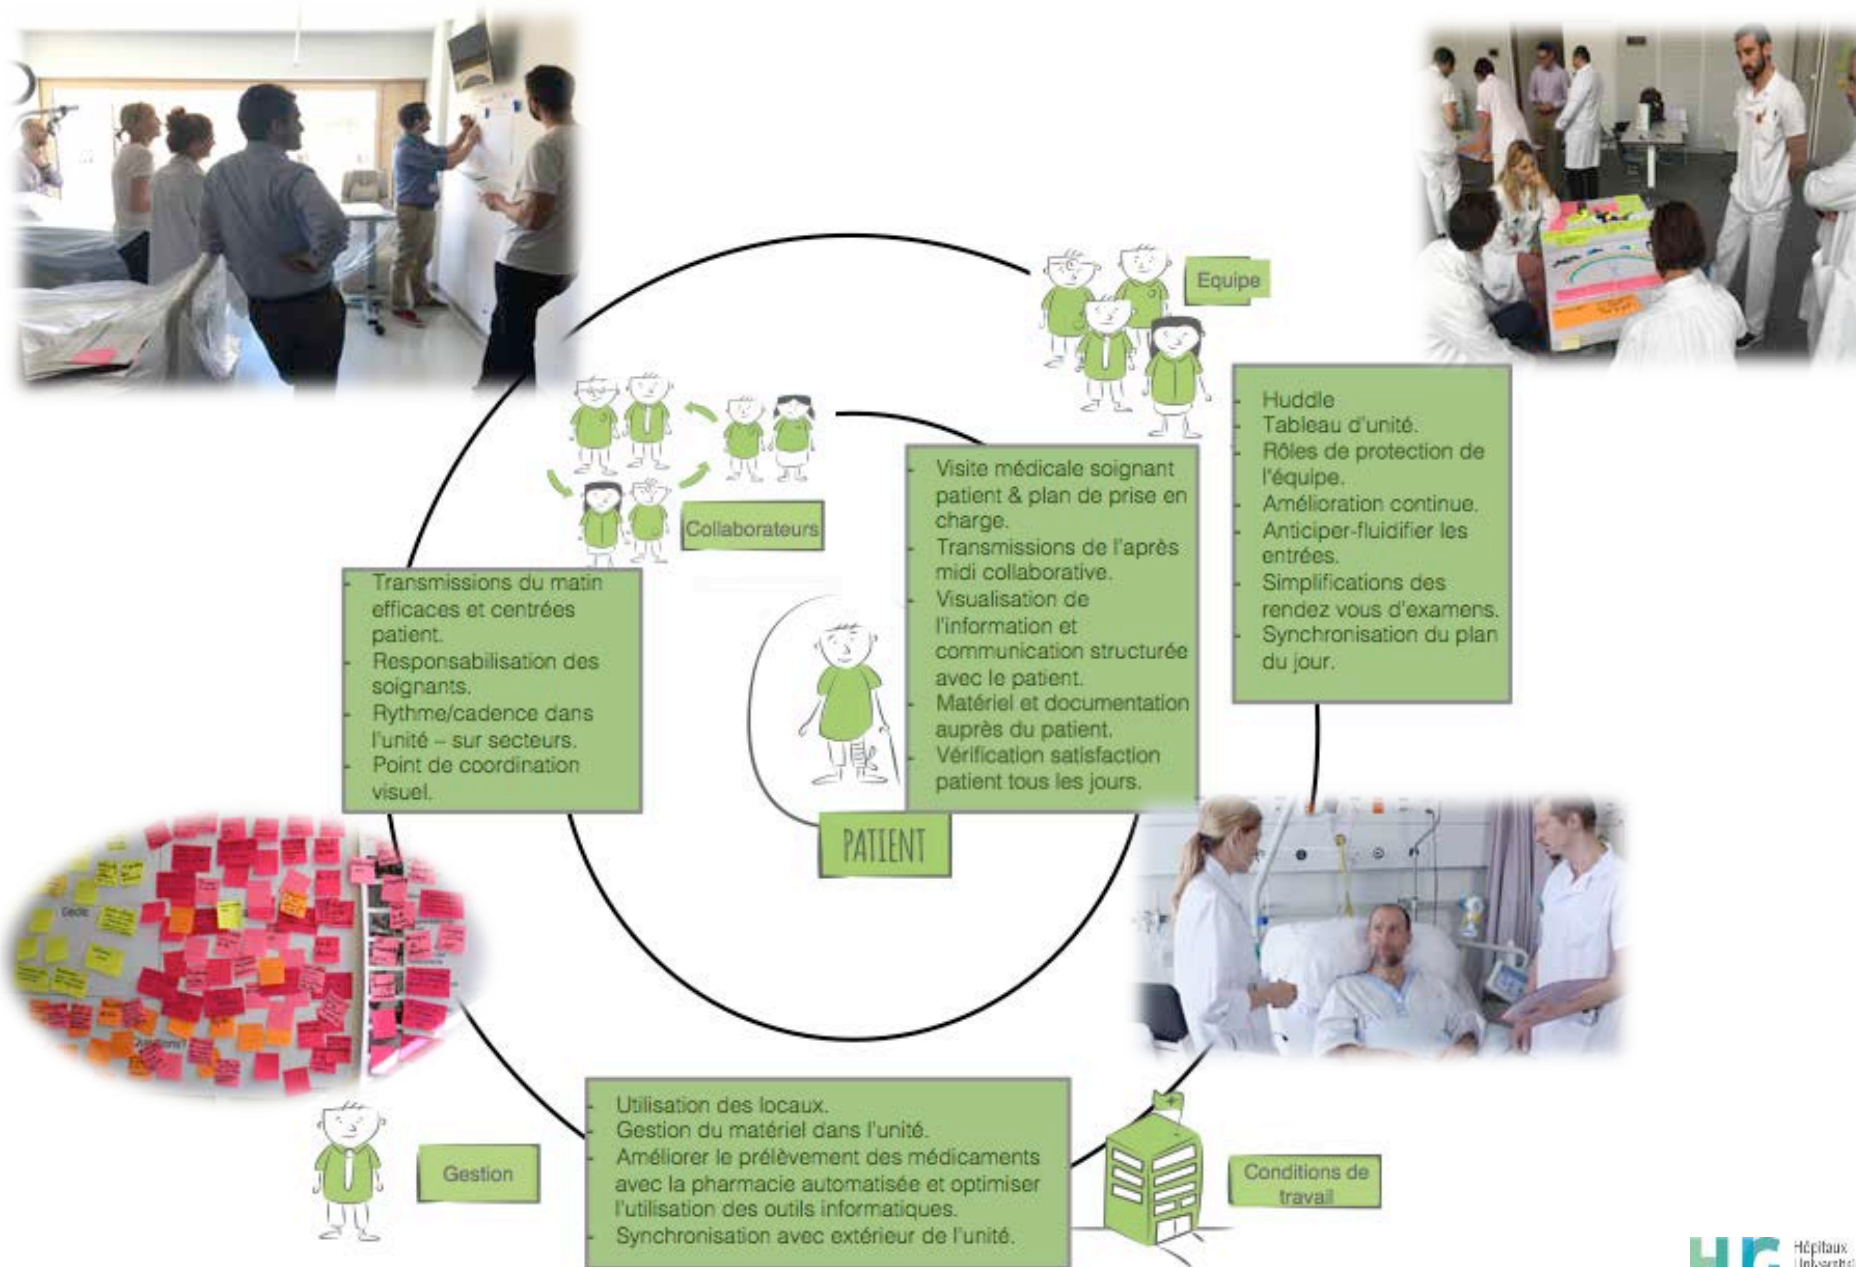 Equipe
- Huddle
- Tableau d'unité.
- Rôles de protection de
l'équipe.
- Amélioration continue.
- Anticiper-fluidifier les
entrées.
- Simplifications des
rendez vous d'examens.
- Synchronisation du plan
du jour.
Collaborateurs
- Visite médicale soignant
patient & plan de prise en
charge.
- Transmissions de l'après
midi collaborative.
- Visualisation de
l'information et
communication structurée
avec le patient.
- Matériel et documentation
auprès du patient.
- Vérification satisfaction
patient tous les jours.
- Transmissions du matin
efficaces et centrées
patient.
- Responsabilisation des
soignants.
- Rythme/cadence dans
l'unité – sur secteurs.
- Point de coordination
visuel.
PATIENT
- Utilisation des locaux.
- Gestion du matériel dans l'unité.
- Améliorer le prélèvement des médicaments
avec la pharmacie automatisée et optimiser
l'utilisation des outils informatiques.
- Synchronisation avec extérieur de l'unité.
Gestion
Conditions de
travail
HUG
Hôpitaux